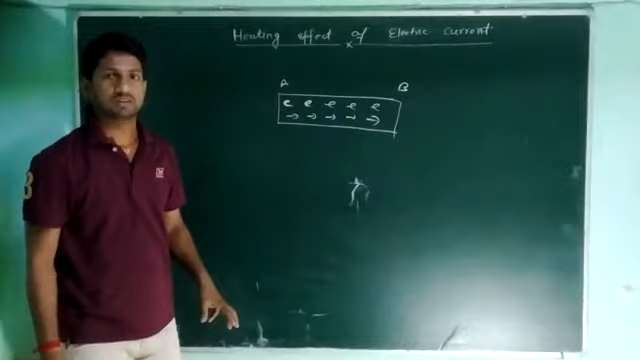 Heating effect of Electric Current
A B
e e e e e
→ → → → →